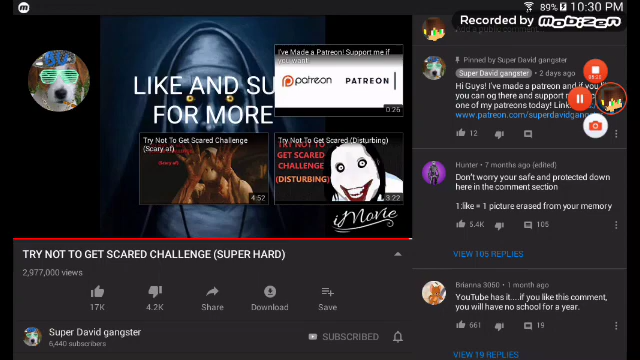 89% 10:30 PM
Recorded by
mobizen
LIKE AND SU
FOR MORE
I've Made a Patreon! Support me if
you want!
patreon PATREON
0:26
Try Not To Get Scared Challenge
(Scary af)
4:52
Try Not To Get Scared (Disturbing)
TRY NOT TO
GET SCARED
CHALLENGE
(DISTURBING)
3:22
iMovie
TRY NOT TO GET SCARED CHALLENGE (SUPER HARD)
2,977,000 views
17K
4.2K
Share
Download
Save
Super David gangster
6,440 subscribers
SUBSCRIBED
Pinned by Super David gangster
Super David gangster • 2 days ago
Hi Guys! I've made a patreon and if you
you can og there and support
one of my patreons today! Link
www.patreon.com/superdavidgan
12
Hunter • 7 months ago (edited)
Don't worry your safe and protected down
here in the comment section
1:like = 1 picture erased from your memory
5.4K 105
VIEW 105 REPLIES
Brianna 3050 • 1 month ago
YouTube has it....if you like this comment,
you will have no school for a year.
661 19
VIEW 19 REPLIES